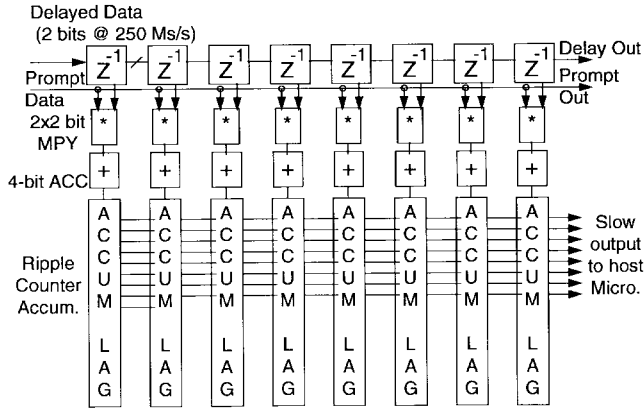 Delayed Data
(2 bits @ 250 Ms/s)
Z-1 Z-1 Z-1 Z-1 Z-1 Z-1 Z-1 Z-1
Delay Out
Prompt
Data
Prompt
Out
2x2 bit
MPY
* * * * * * * *
4-bit ACC
+ + + + + + + +
Ripple
Counter
Accum.
ACCUM LAG ACCUM LAG ACCUM LAG ACCUM LAG ACCUM LAG ACCUM LAG ACCUM LAG ACCUM LAG
Slow
output
to host
Micro.